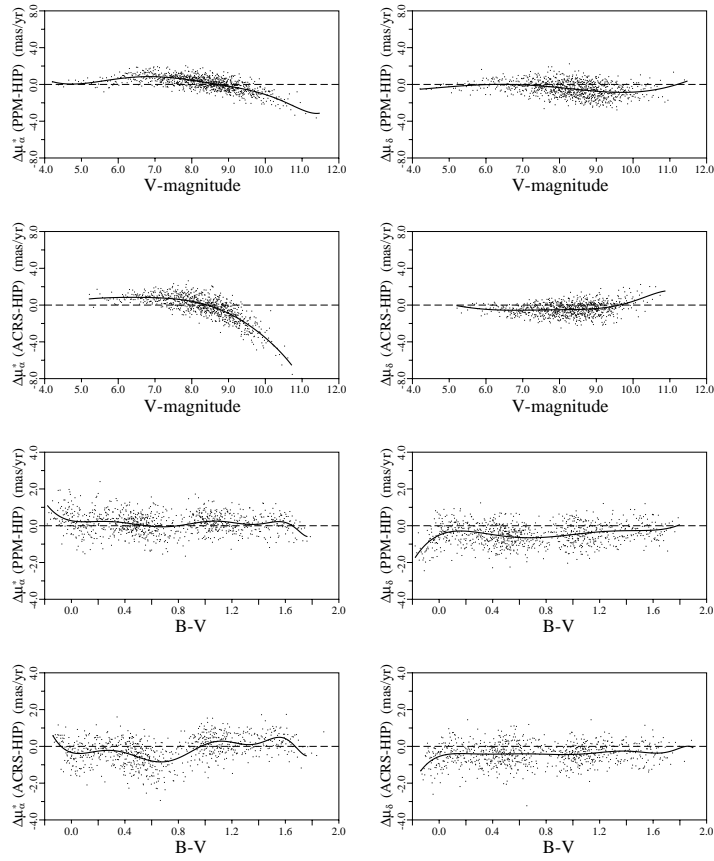 8.0 8.0
4.0 4.0
0.0 0.0
-4.0 -4.0
-8.0 -8.0
Δμ*α (PPM-HIP) (mas/yr) Δμδ (PPM-HIP) (mas/yr)
4.0 5.0 6.0 7.0 8.0 9.0 10.0 11.0 12.0 4.0 5.0 6.0 7.0 8.0 9.0 10.0 11.0 12.0
V-magnitude V-magnitude
8.0 8.0
4.0 4.0
0.0 0.0
-4.0 -4.0
-8.0 -8.0
Δμ*α (ACRS-HIP) (mas/yr) Δμδ (ACRS-HIP) (mas/yr)
4.0 5.0 6.0 7.0 8.0 9.0 10.0 11.0 12.0 4.0 5.0 6.0 7.0 8.0 9.0 10.0 11.0 12.0
V-magnitude V-magnitude
4.0 4.0
2.0 2.0
0.0 0.0
-2.0 -2.0
-4.0 -4.0
Δμ*α (PPM-HIP) (mas/yr) Δμδ (PPM-HIP) (mas/yr)
0.0 0.4 0.8 1.2 1.6 2.0 0.0 0.4 0.8 1.2 1.6 2.0
B-V B-V
4.0 4.0
2.0 2.0
0.0 0.0
-2.0 -2.0
-4.0 -4.0
Δμ*α (ACRS-HIP) (mas/yr) Δμδ (ACRS-HIP) (mas/yr)
0.0 0.4 0.8 1.2 1.6 2.0 0.0 0.4 0.8 1.2 1.6 2.0
B-V B-V